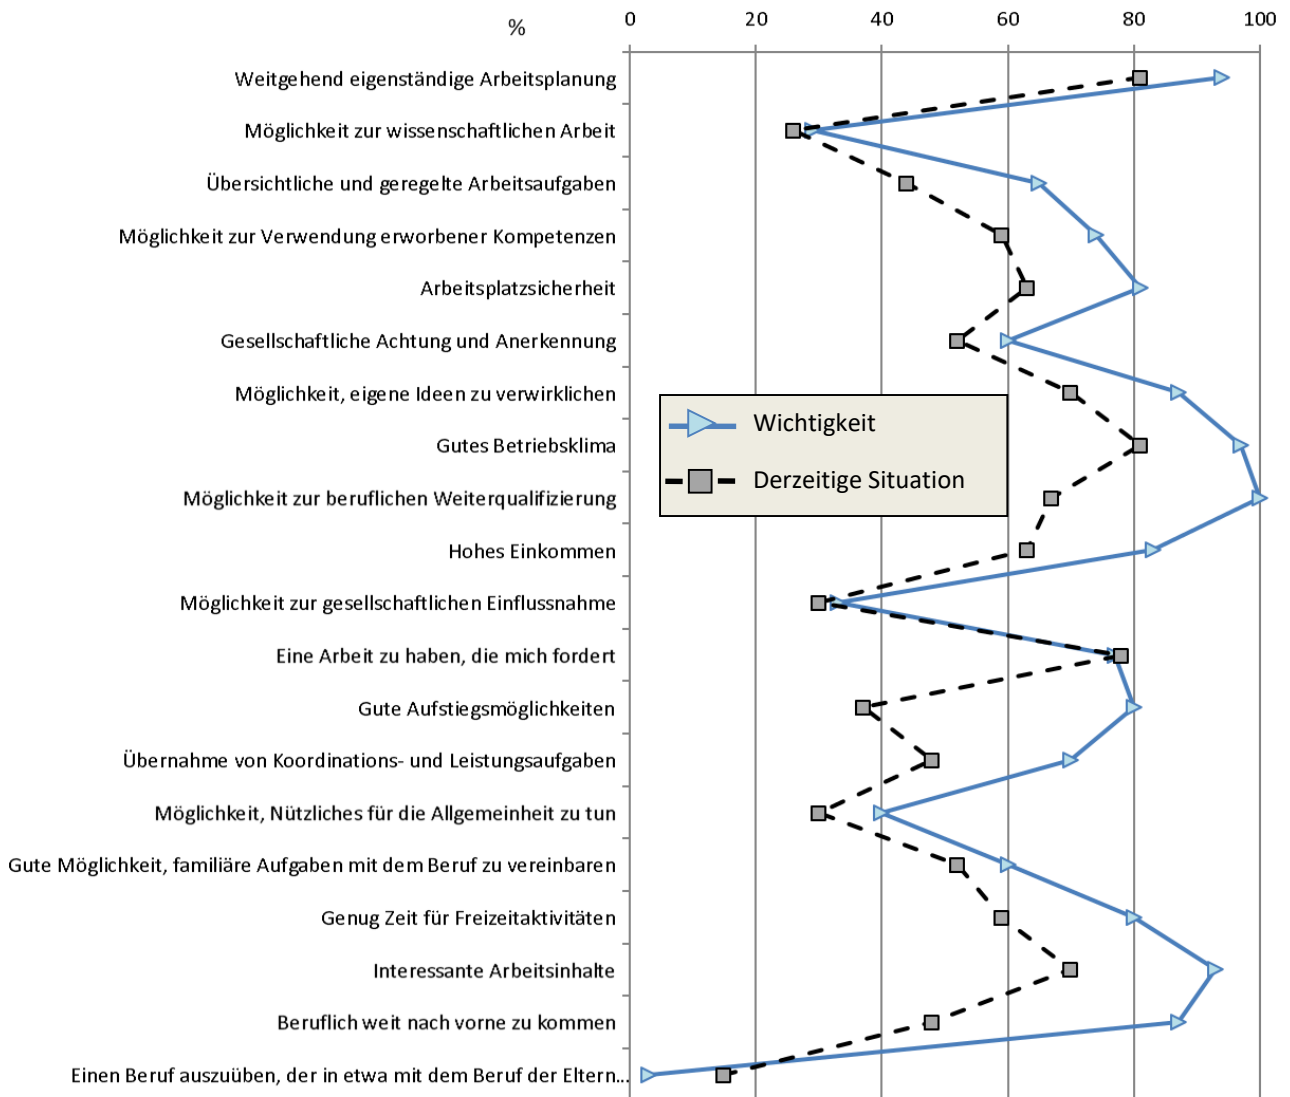 % 0 20 40 60 80 100
Weitgehend eigenständige Arbeitsplanung
Möglichkeit zur wissenschaftlichen Arbeit
Übersichtliche und geregelte Arbeitsaufgaben
Möglichkeit zur Verwendung erworbener Kompetenzen
Arbeitsplatzsicherheit
Gesellschaftliche Achtung und Anerkennung
Möglichkeit, eigene Ideen zu verwirklichen
Gutes Betriebsklima
Möglichkeit zur beruflichen Weiterqualifizierung
Hohes Einkommen
Möglichkeit zur gesellschaftlichen Einflussnahme
Eine Arbeit zu haben, die mich fordert
Gute Aufstiegsmöglichkeiten
Übernahme von Koordinations- und Leistungsaufgaben
Möglichkeit, Nützliches für die Allgemeinheit zu tun
Gute Möglichkeit, familiäre Aufgaben mit dem Beruf zu vereinbaren
Genug Zeit für Freizeitaktivitäten
Interessante Arbeitsinhalte
Beruflich weit nach vorne zu kommen
Einen Beruf auszuüben, der in etwa mit dem Beruf der Eltern...
Wichtigkeit
Derzeitige Situation